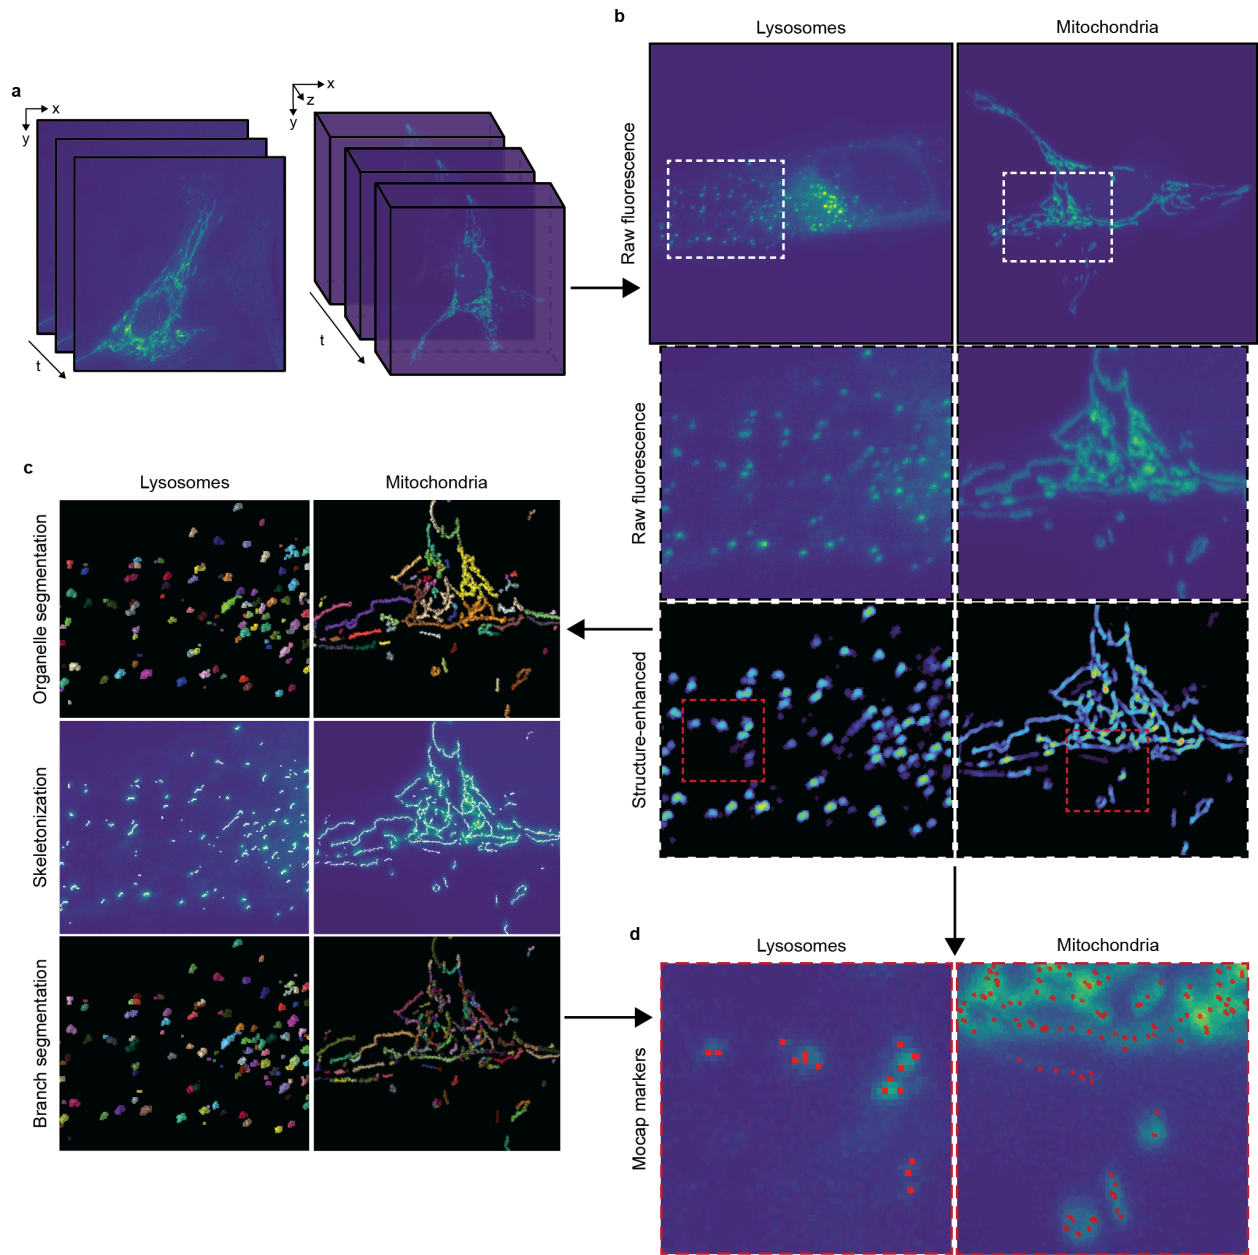 a
x
y
t
x
z
y
t
b
Lysosomes
Mitochondria
Raw fluorescence
Raw fluorescence
Structure-enhanced
c
Lysosomes
Mitochondria
Organelle segmentation
Skeletonization
Branch segmentation
d
Lysosomes
Mitochondria
Mocap markers